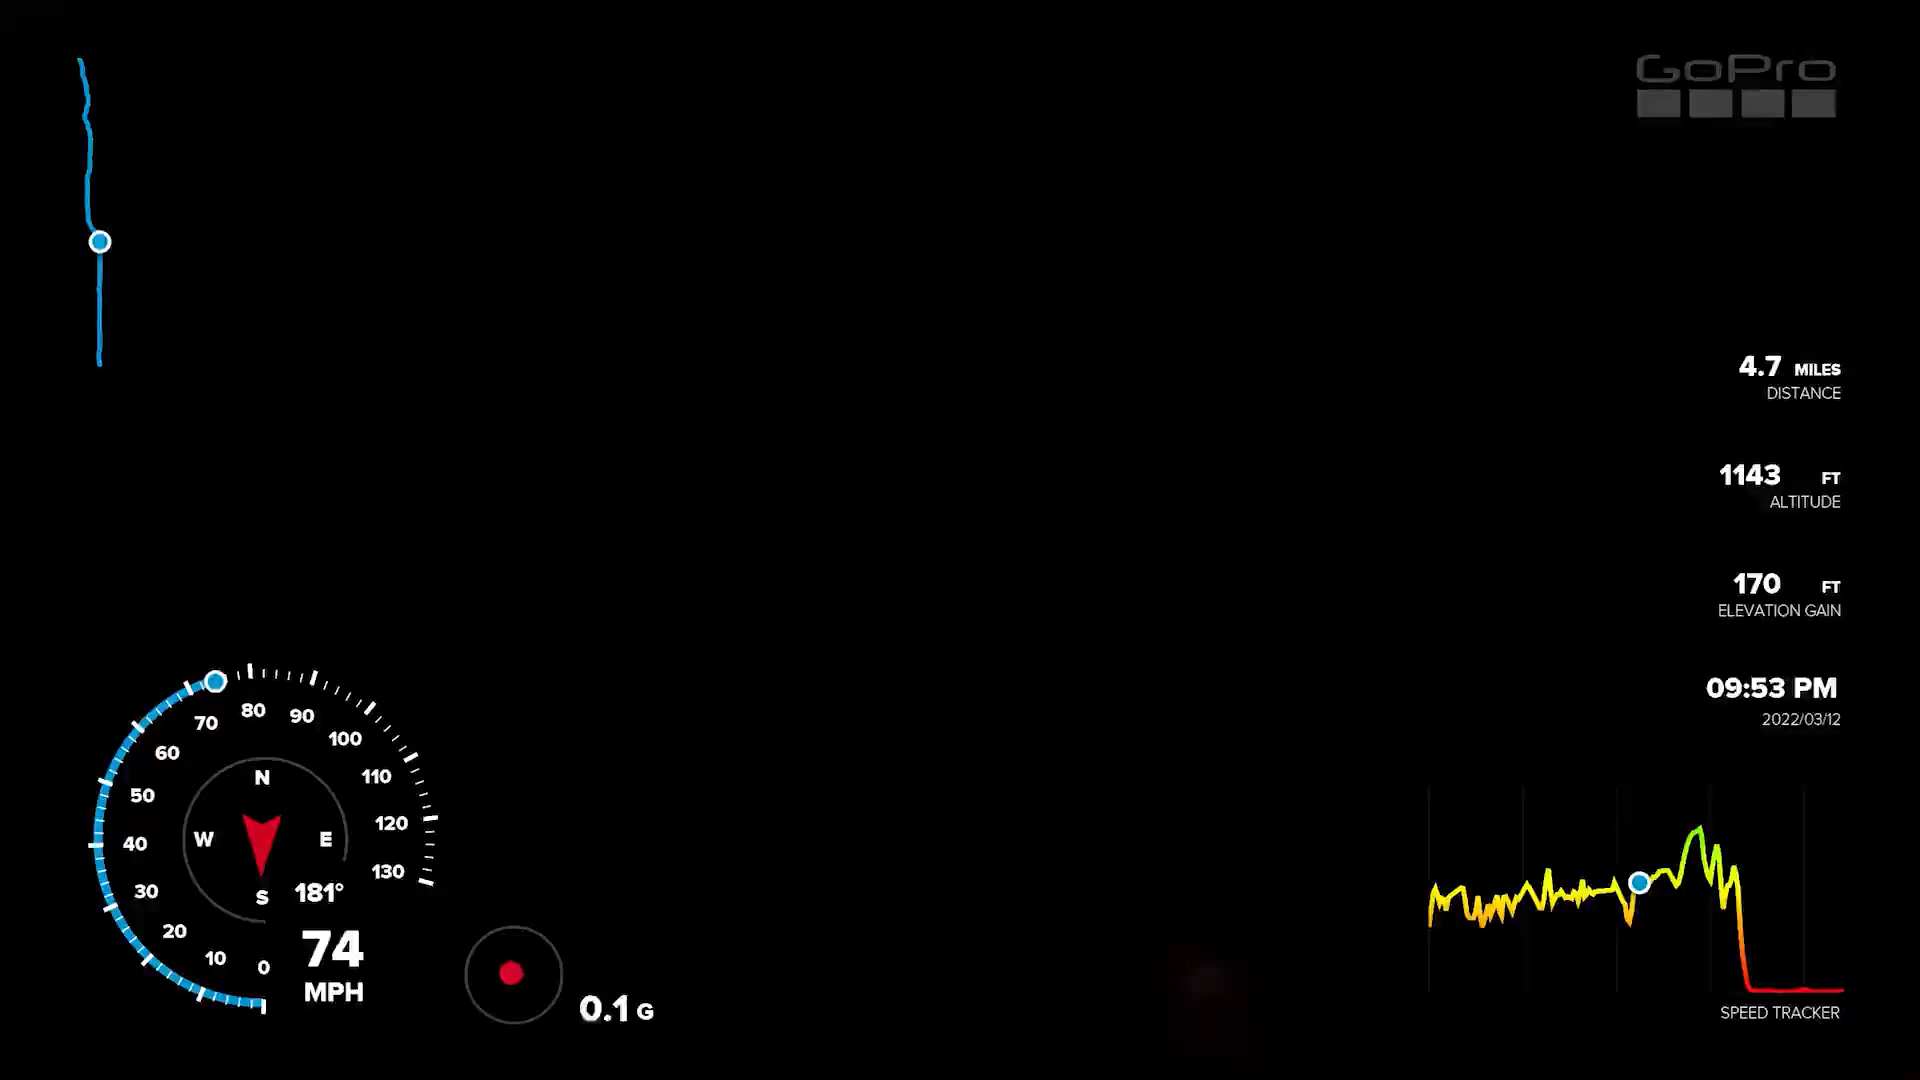 GoPro
4.7 MILES
DISTANCE
1143 FT
ALTITUDE
170 FT
ELEVATION GAIN
09:53 PM
2022/03/12
80
90
70
100
60
110
50
120
40
130
30
20
10
0
N
W
E
S
181°
74
MPH
0.1 G
SPEED TRACKER